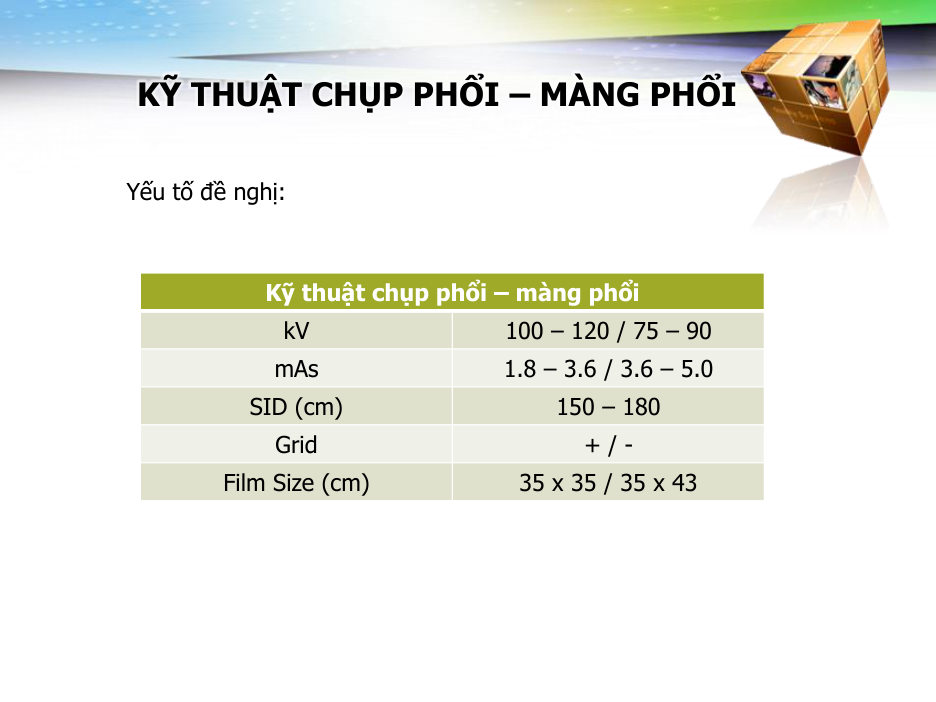 KỸ THUẬT CHỤP PHỔI – MÀNG PHỔI
Yếu tố đề nghị:
Kỹ thuật chụp phổi – màng phổi
kV 100 – 120 / 75 – 90
mAs 1.8 – 3.6 / 3.6 – 5.0
SID (cm) 150 – 180
Grid + / -
Film Size (cm) 35 x 35 / 35 x 43